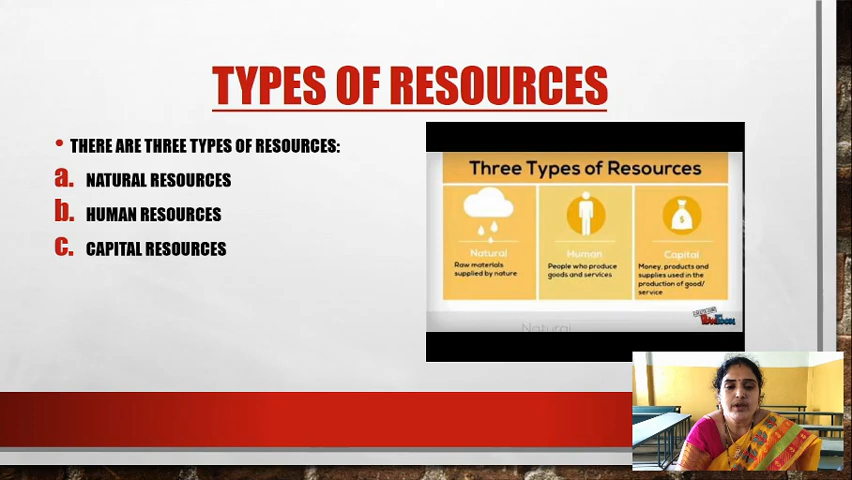 TYPES OF RESOURCES
• THERE ARE THREE TYPES OF RESOURCES:
a. NATURAL RESOURCES
b. HUMAN RESOURCES
c. CAPITAL RESOURCES
Three Types of Resources
Natural
Raw materials
supplied by nature
Human
People who produce
goods and services
Capital
Money, products and
supplies used in the
production of good/
service
Natural